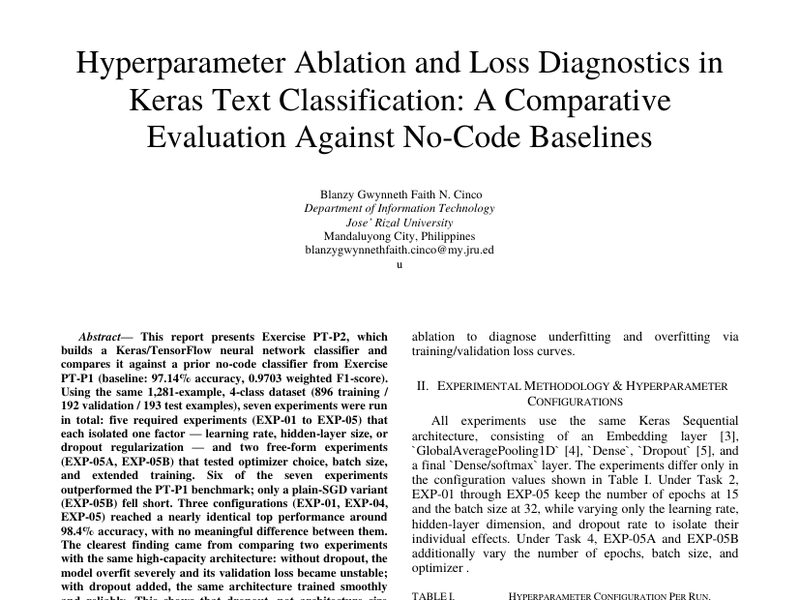 Hyperparameter Ablation and Loss Diagnostics in
Keras Text Classification: A Comparative
Evaluation Against No-Code Baselines
Blanzy Gwynneth Faith N. Cinco
Department of Information Technology
Jose’ Rizal University
Mandaluyong City, Philippines
blanzygwynnethfaith.cinco@my.jru.ed
u
Abstract— This report presents Exercise PT-P2, which
builds a Keras/TensorFlow neural network classifier and
compares it against a prior no-code classifier from Exercise
PT-P1 (baseline: 97.14% accuracy, 0.9703 weighted F1-score).
Using the same 1,281-example, 4-class dataset (896 training /
192 validation / 193 test examples), seven experiments were run
in total: five required experiments (EXP-01 to EXP-05) that
each isolated one factor — learning rate, hidden-layer size, or
dropout regularization — and two free-form experiments
(EXP-05A, EXP-05B) that tested optimizer choice, batch size,
and extended training. Six of the seven experiments
outperformed the PT-P1 benchmark; only a plain-SGD variant
(EXP-05B) fell short. Three configurations (EXP-01, EXP-04,
EXP-05) reached a nearly identical top performance around
98.4% accuracy, with no meaningful difference between them.
The clearest finding came from comparing two experiments
with the same high-capacity architecture: without dropout, the
model overfit severely and its validation loss became unstable;
with dropout added, the same architecture trained smoothly
and reliably. This shows that dropout, not architecture size
ablation to diagnose underfitting and overfitting via
training/validation loss curves.
II. EXPERIMENTAL METHODOLOGY & HYPERPARAMETER
CONFIGURATIONS
All experiments use the same Keras Sequential
architecture, consisting of an Embedding layer [3],
`GlobalAveragePooling1D` [4], `Dense`, `Dropout` [5], and
a final `Dense/softmax` layer. The experiments differ only in
the configuration values shown in Table I. Under Task 2,
EXP-01 through EXP-05 keep the number of epochs at 15
and the batch size at 32, while varying only the learning rate,
hidden-layer dimension, and dropout rate to isolate their
individual effects. Under Task 4, EXP-05A and EXP-05B
additionally vary the number of epochs, batch size, and
optimizer .
TABLE I. HYPERPARAMETER CONFIGURATION PER RUN.